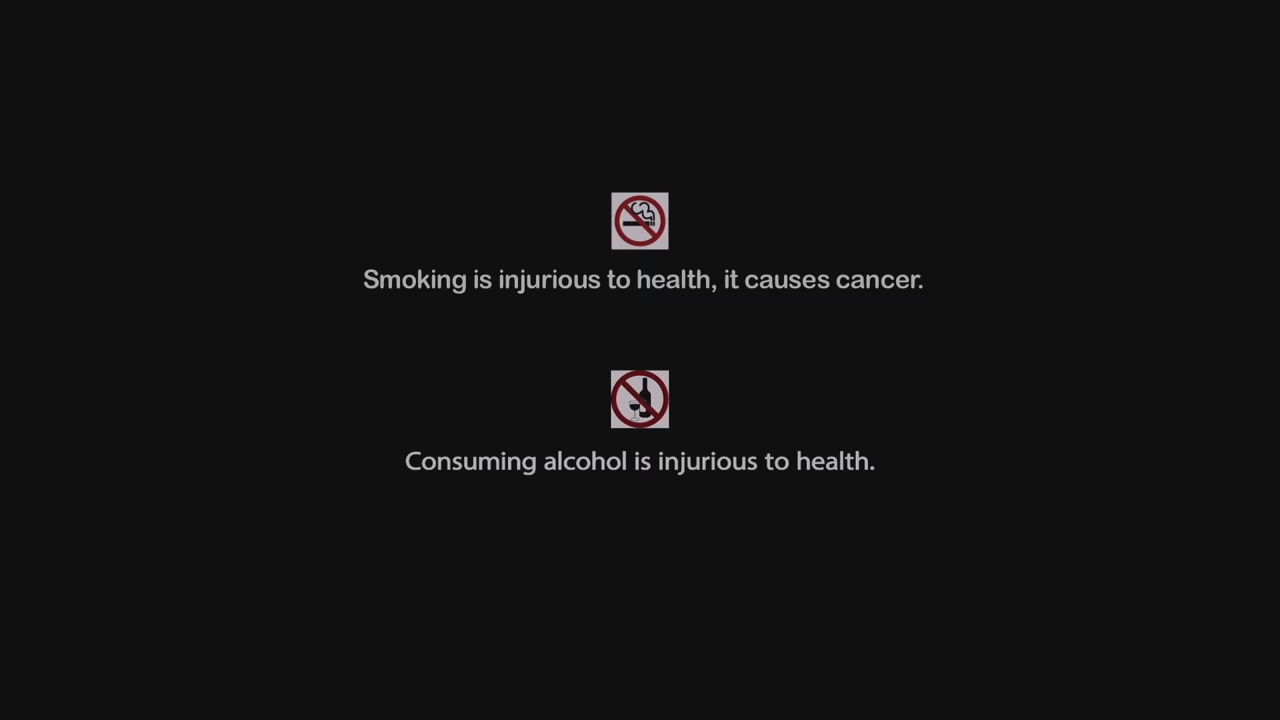 Smoking is injurious to health, it causes cancer.
Consuming alcohol is injurious to health.